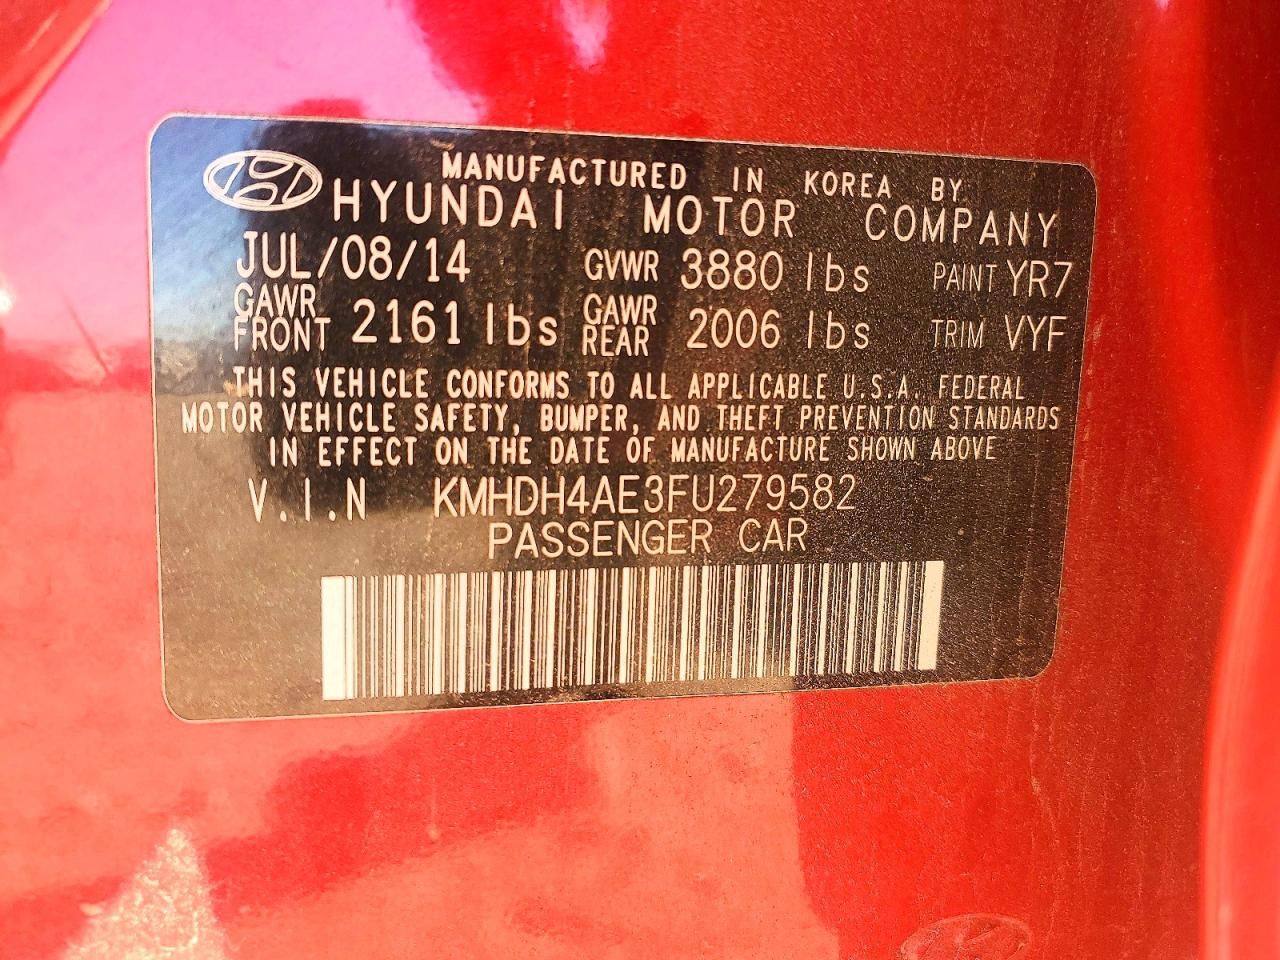 MANUFACTURED IN KOREA BY
HYUNDAI MOTOR COMPANY
JUL/08/14 GVWR 3880 lbs PAINT YR7
GAWR FRONT 2161 lbs GAWR REAR 2006 lbs TRIM VYF
THIS VEHICLE CONFORMS TO ALL APPLICABLE U.S.A. FEDERAL
MOTOR VEHICLE SAFETY, BUMPER, AND THEFT PREVENTION STANDARDS
IN EFFECT ON THE DATE OF MANUFACTURE SHOWN ABOVE
V.I.N KMHDH4AE3FU279582
PASSENGER CAR